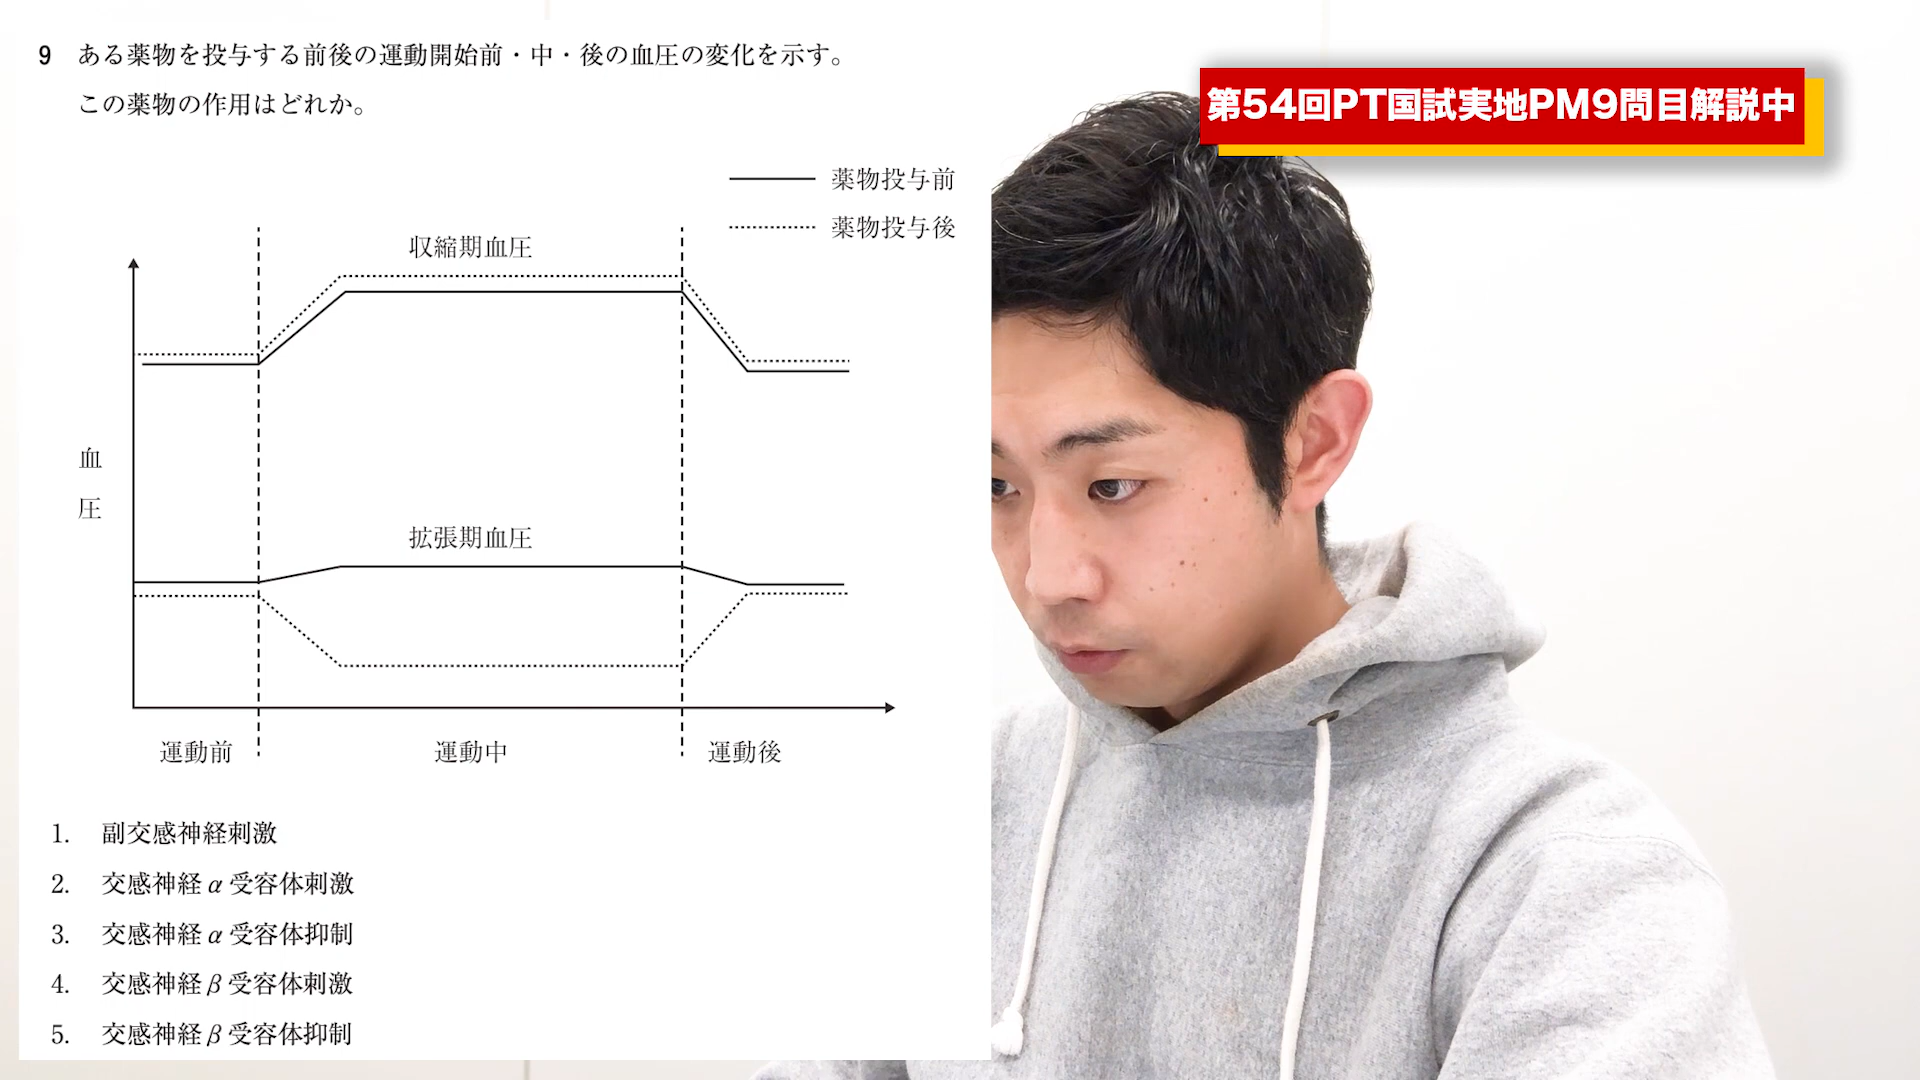 9 ある薬物を投与する前後の運動開始前・中・後の血圧の変化を示す。
この薬物の作用はどれか。
第54回PT国試実地PM9問目解説中
薬物投与前
薬物投与後
収縮期血圧
血圧
拡張期血圧
運動前 運動中 運動後
1. 副交感神経刺激
2. 交感神経α受容体刺激
3. 交感神経α受容体抑制
4. 交感神経β受容体刺激
5. 交感神経β受容体抑制